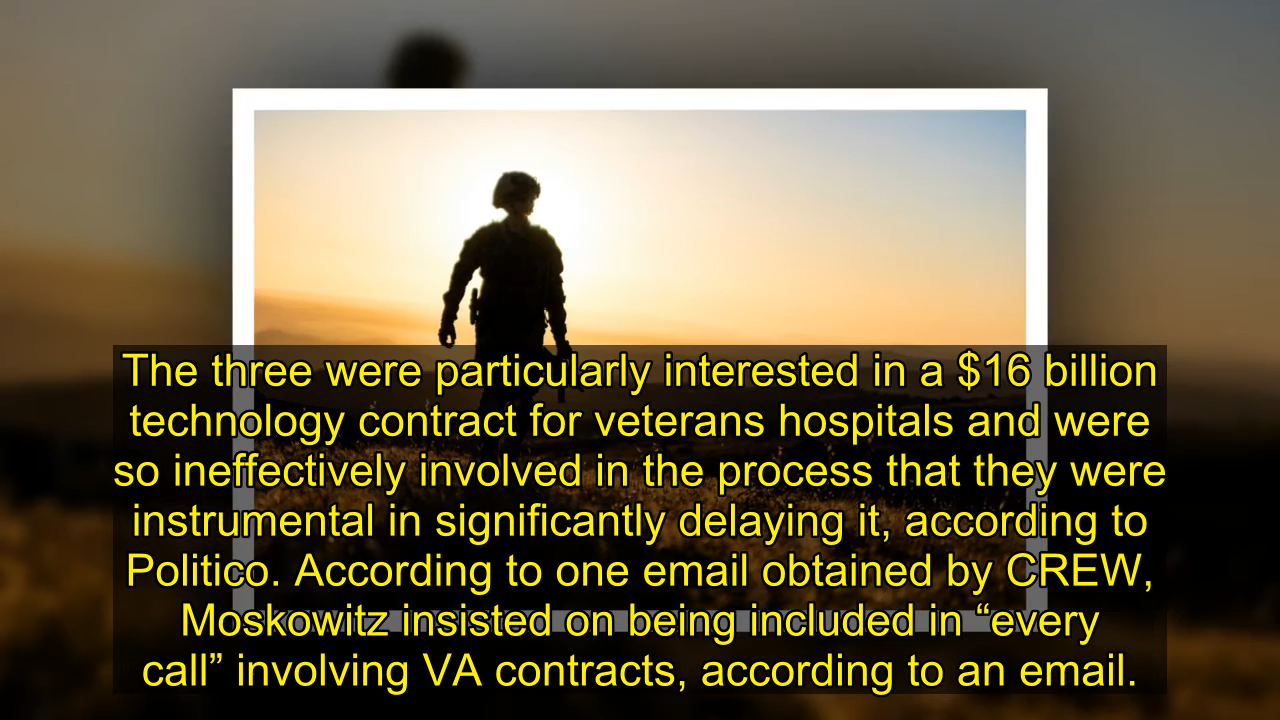 The three were particularly interested in a $16 billion
technology contract for veterans hospitals and were
so ineffectively involved in the process that they were
instrumental in significantly delaying it, according to
Politico. According to one email obtained by CREW,
Moskowitz insisted on being included in “every
call” involving VA contracts, according to an email.